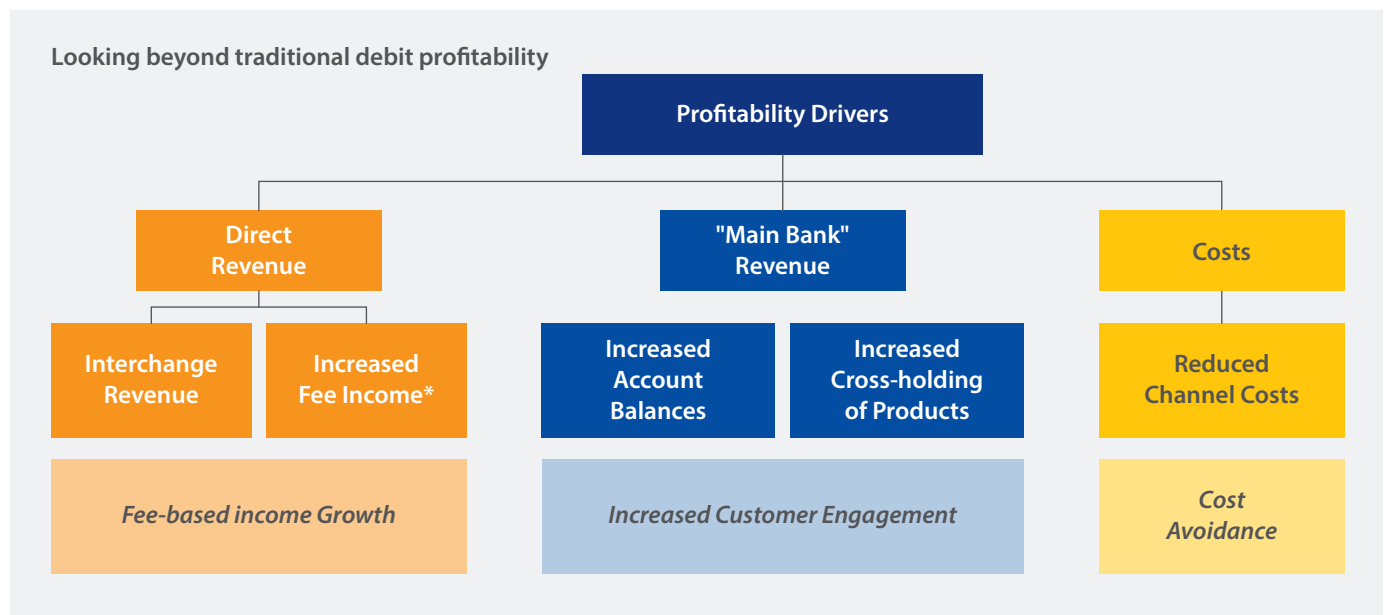 Looking beyond traditional debit profitability
Profitability Drivers
Direct
Revenue
"Main Bank"
Revenue
Costs
Interchange
Revenue
Increased
Fee Income*
Increased
Account
Balances
Increased
Cross-holding
of Products
Reduced
Channel Costs
Fee-based income Growth
Increased Customer Engagement
Cost
Avoidance